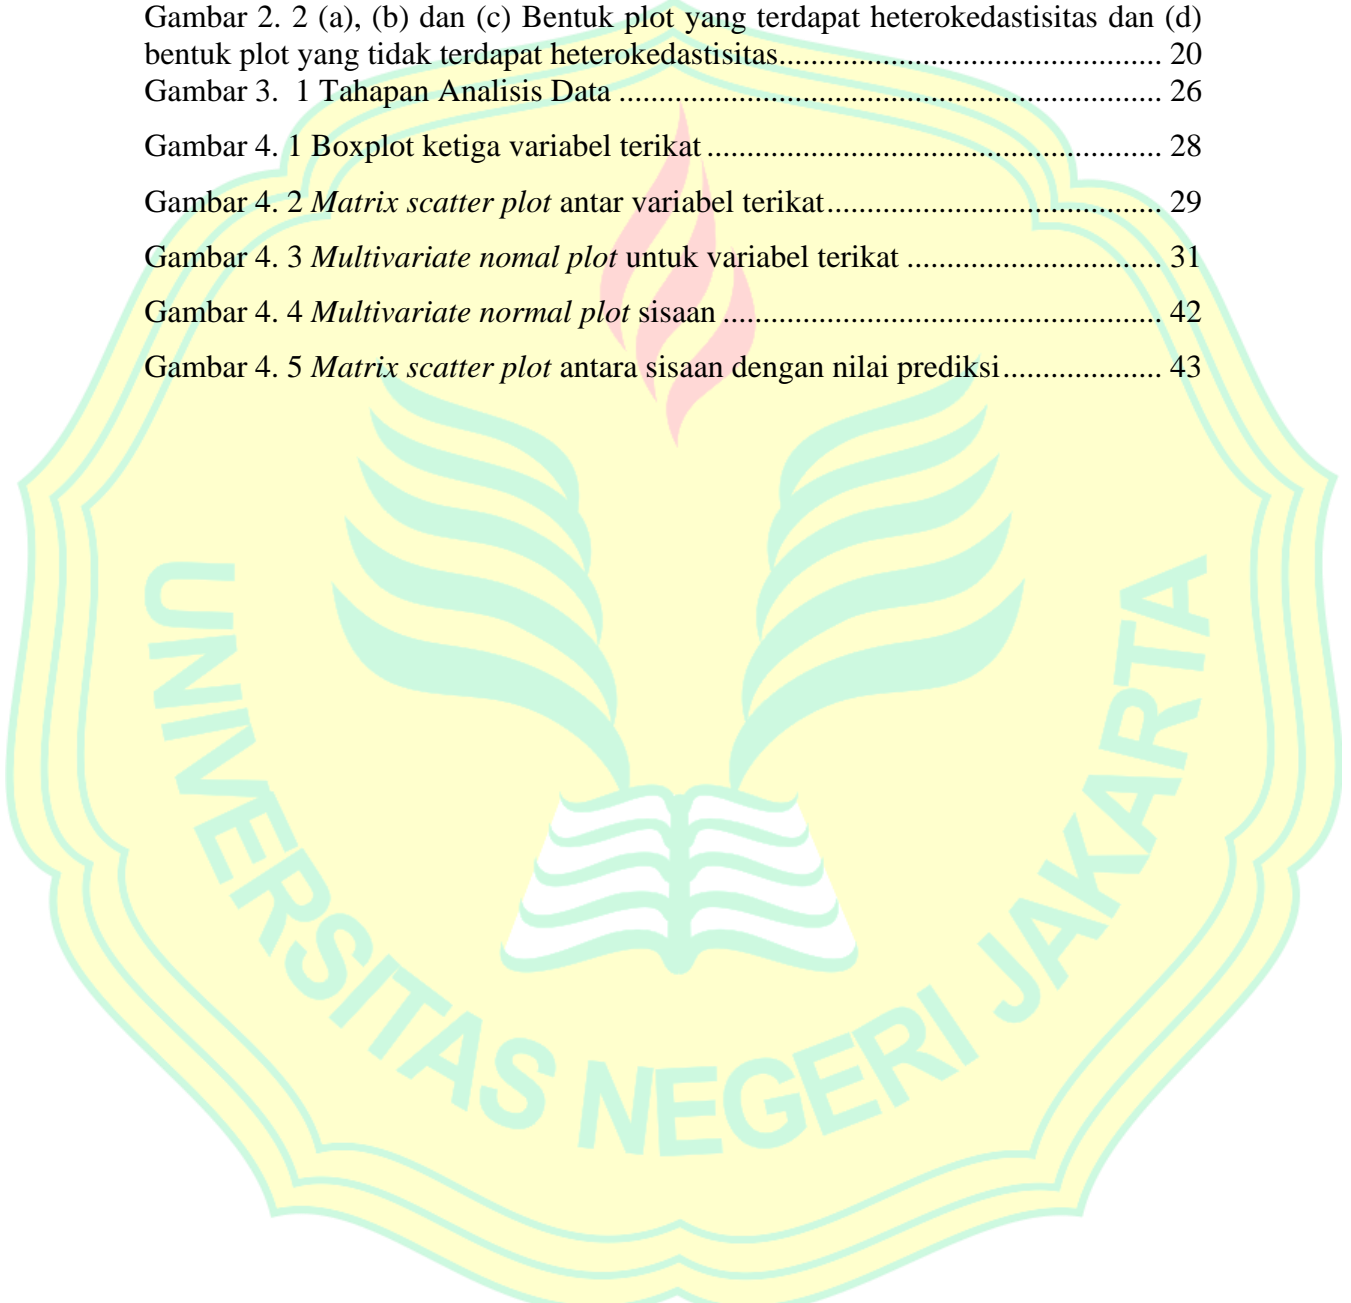 Gambar 2. 2 (a), (b) dan (c) Bentuk plot yang terdapat heterokedastisitas dan (d)
bentuk plot yang tidak terdapat heterokedastisitas................................................ 20
Gambar 3.  1 Tahapan Analisis Data .................................................................... 26
Gambar 4. 1 Boxplot ketiga variabel terikat ......................................................... 28
Gambar 4. 2 Matrix scatter plot antar variabel terikat.......................................... 29
Gambar 4. 3 Multivariate nomal plot untuk variabel terikat ................................ 31
Gambar 4. 4 Multivariate normal plot sisaan ....................................................... 42
Gambar 4. 5 Matrix scatter plot antara sisaan dengan nilai prediksi.................... 43
UNIVERSITAS NEGERI JAKARTA